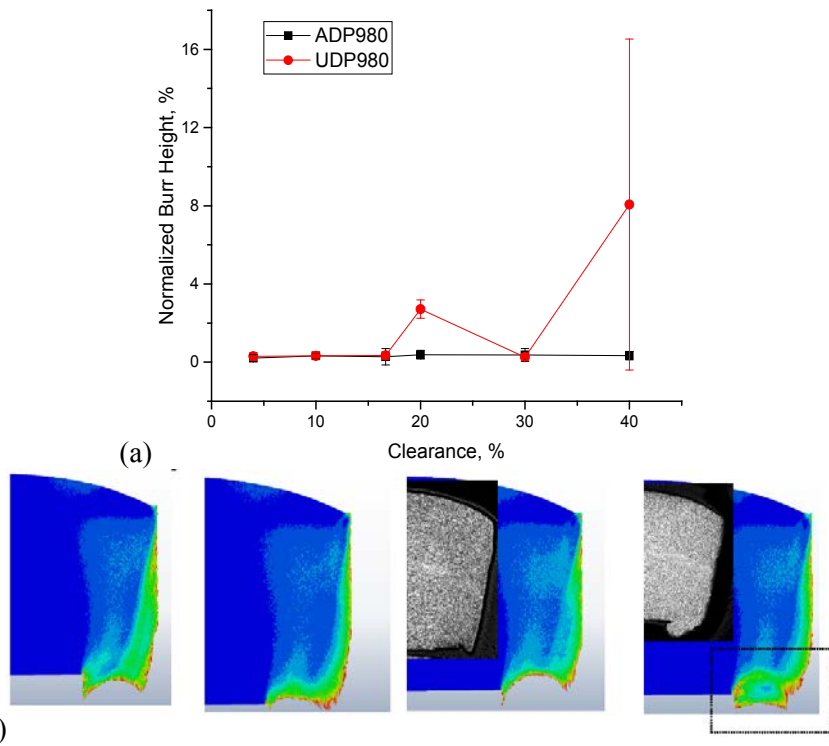 16
12
8
4
0
Normalized Burr Height, %
ADP980
UDP980
0
10
20
30
40
Clearance, %
(a)
)